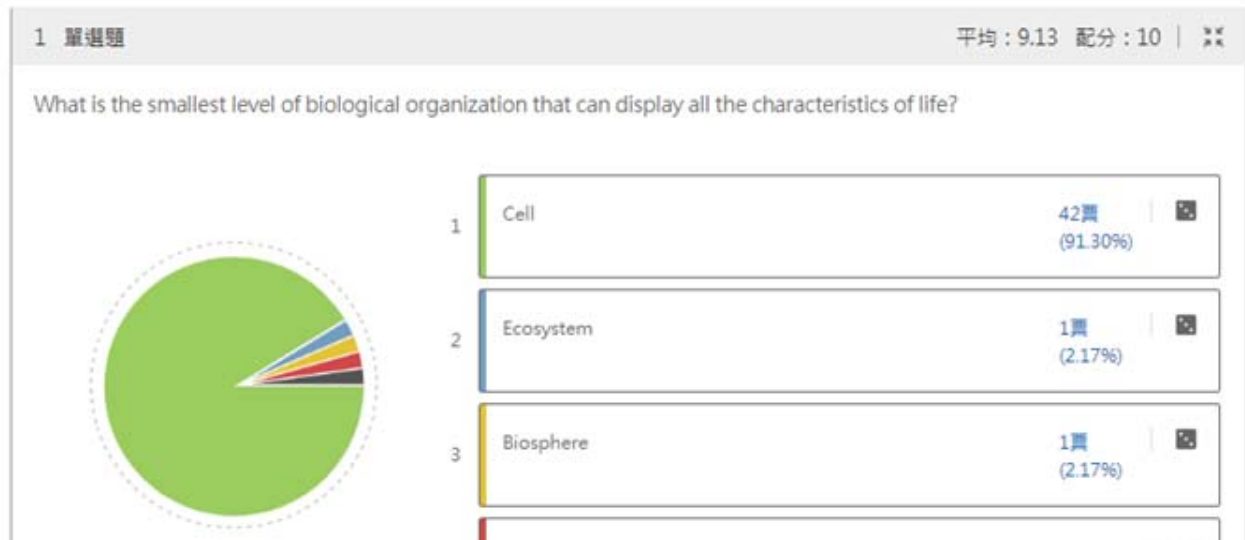 1 單選題
平均：9.13 配分：10
What is the smallest level of biological organization that can display all the characteristics of life?
1
Cell
42票
(91.30%)
2
Ecosystem
1票
(2.17%)
3
Biosphere
1票
(2.17%)